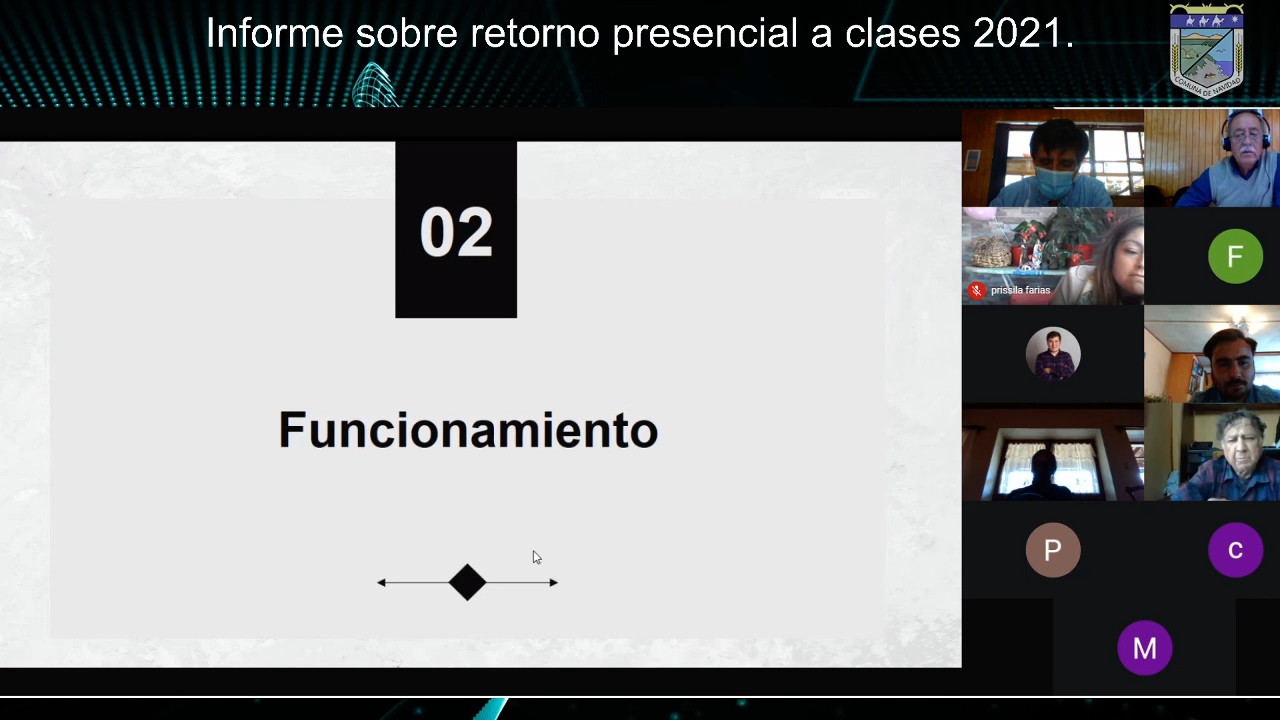 Informe sobre retorno presencial a clases 2021.
COMUNA DE NAVIDAD
02
prissila farias
F
Funcionamiento
P
c
M